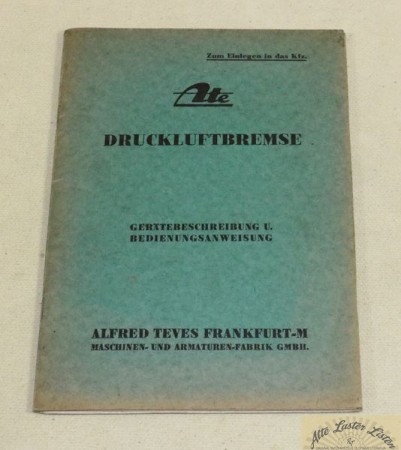 Zum Einlegen in das Kfz.
Ate
DRUCKLUFTBREMSE
GERÄTEBESCHREIBUNG U.
BEDIENUNGSANWEISUNG
ALFRED TEVES FRANKFURT-M
MASCHINEN- UND ARMATUREN-FABRIK GMBH.
Alte Laster Listen